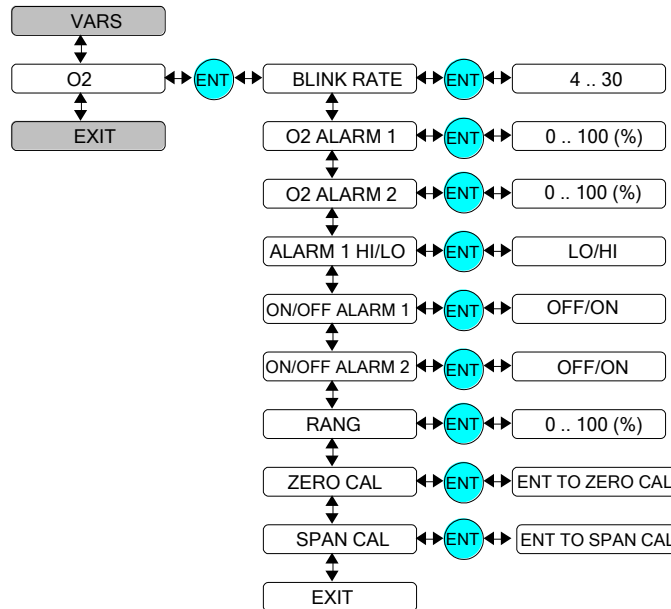 VARS
O2 ENT BLINK RATE ENT 4 .. 30
EXIT O2 ALARM 1 ENT 0 .. 100 (%)
O2 ALARM 2 ENT 0 .. 100 (%)
ALARM 1 HI/LO ENT LO/HI
ON/OFF ALARM 1 ENT OFF/ON
ON/OFF ALARM 2 ENT OFF/ON
RANG ENT 0 .. 100 (%)
ZERO CAL ENT ENT TO ZERO CAL
SPAN CAL ENT ENT TO SPAN CAL
EXIT